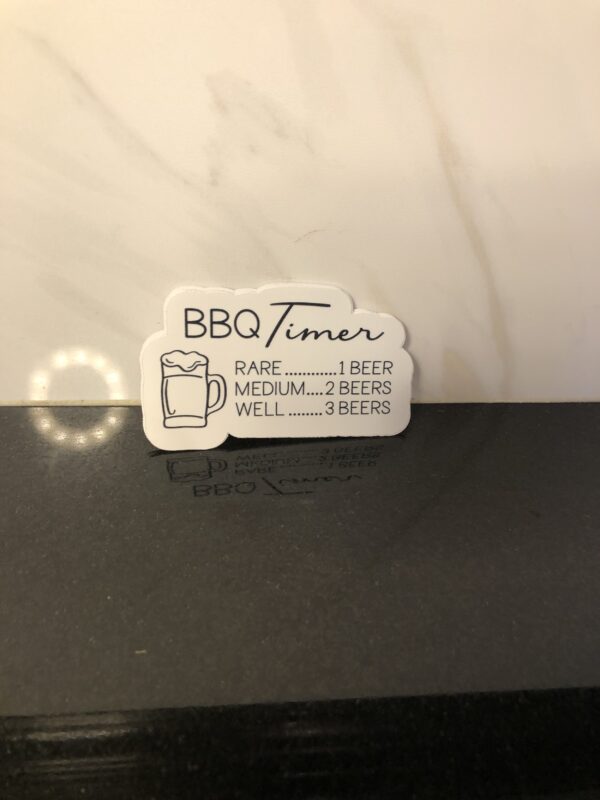 BBQ Timer
RARE ............1 BEER
MEDIUM....2 BEERS
WELL ........3 BEERS